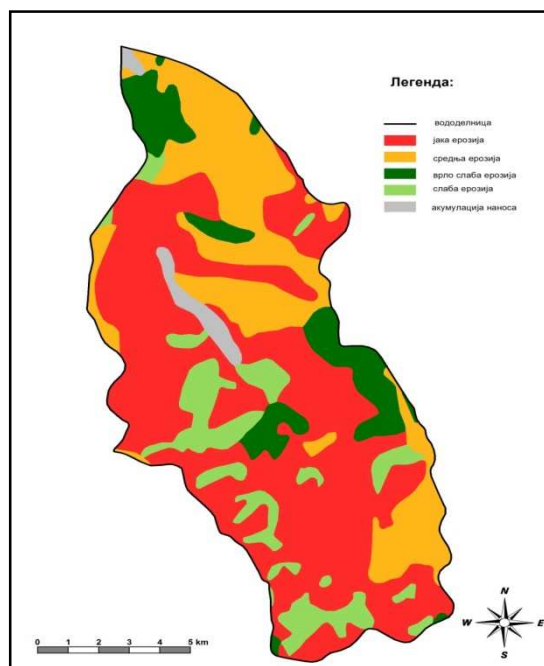 Легенда:
вододелница
јака ерозија
средња ерозија
врло слаба ерозија
слаба ерозија
акумулација наноса
N
W E
S
0 1 2 3 4 5 km